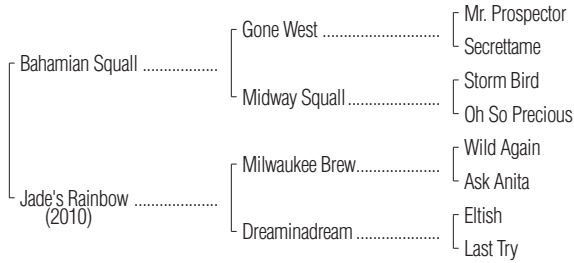 Mr. Prospector
Gone West ..............................
Secrettame
Bahamian Squall ...................
Storm Bird
Midway Squall........................
Oh So Precious
Wild Again
Milwaukee Brew......................
Ask Anita
Jade's Rainbow .....................
(2010)
Eltish
Dreaminadream .....................
Last Try